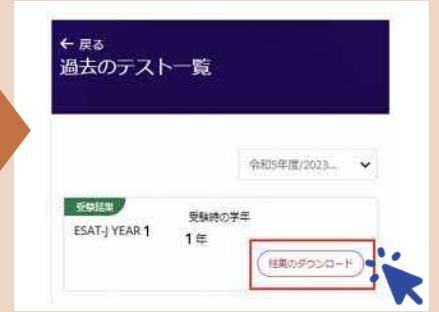 ← 戻る
過去のテスト一覧
令和5年度/2023...
受験結果
ESAT-J YEAR 1
受験時の学年
1 年
結果のダウンロード